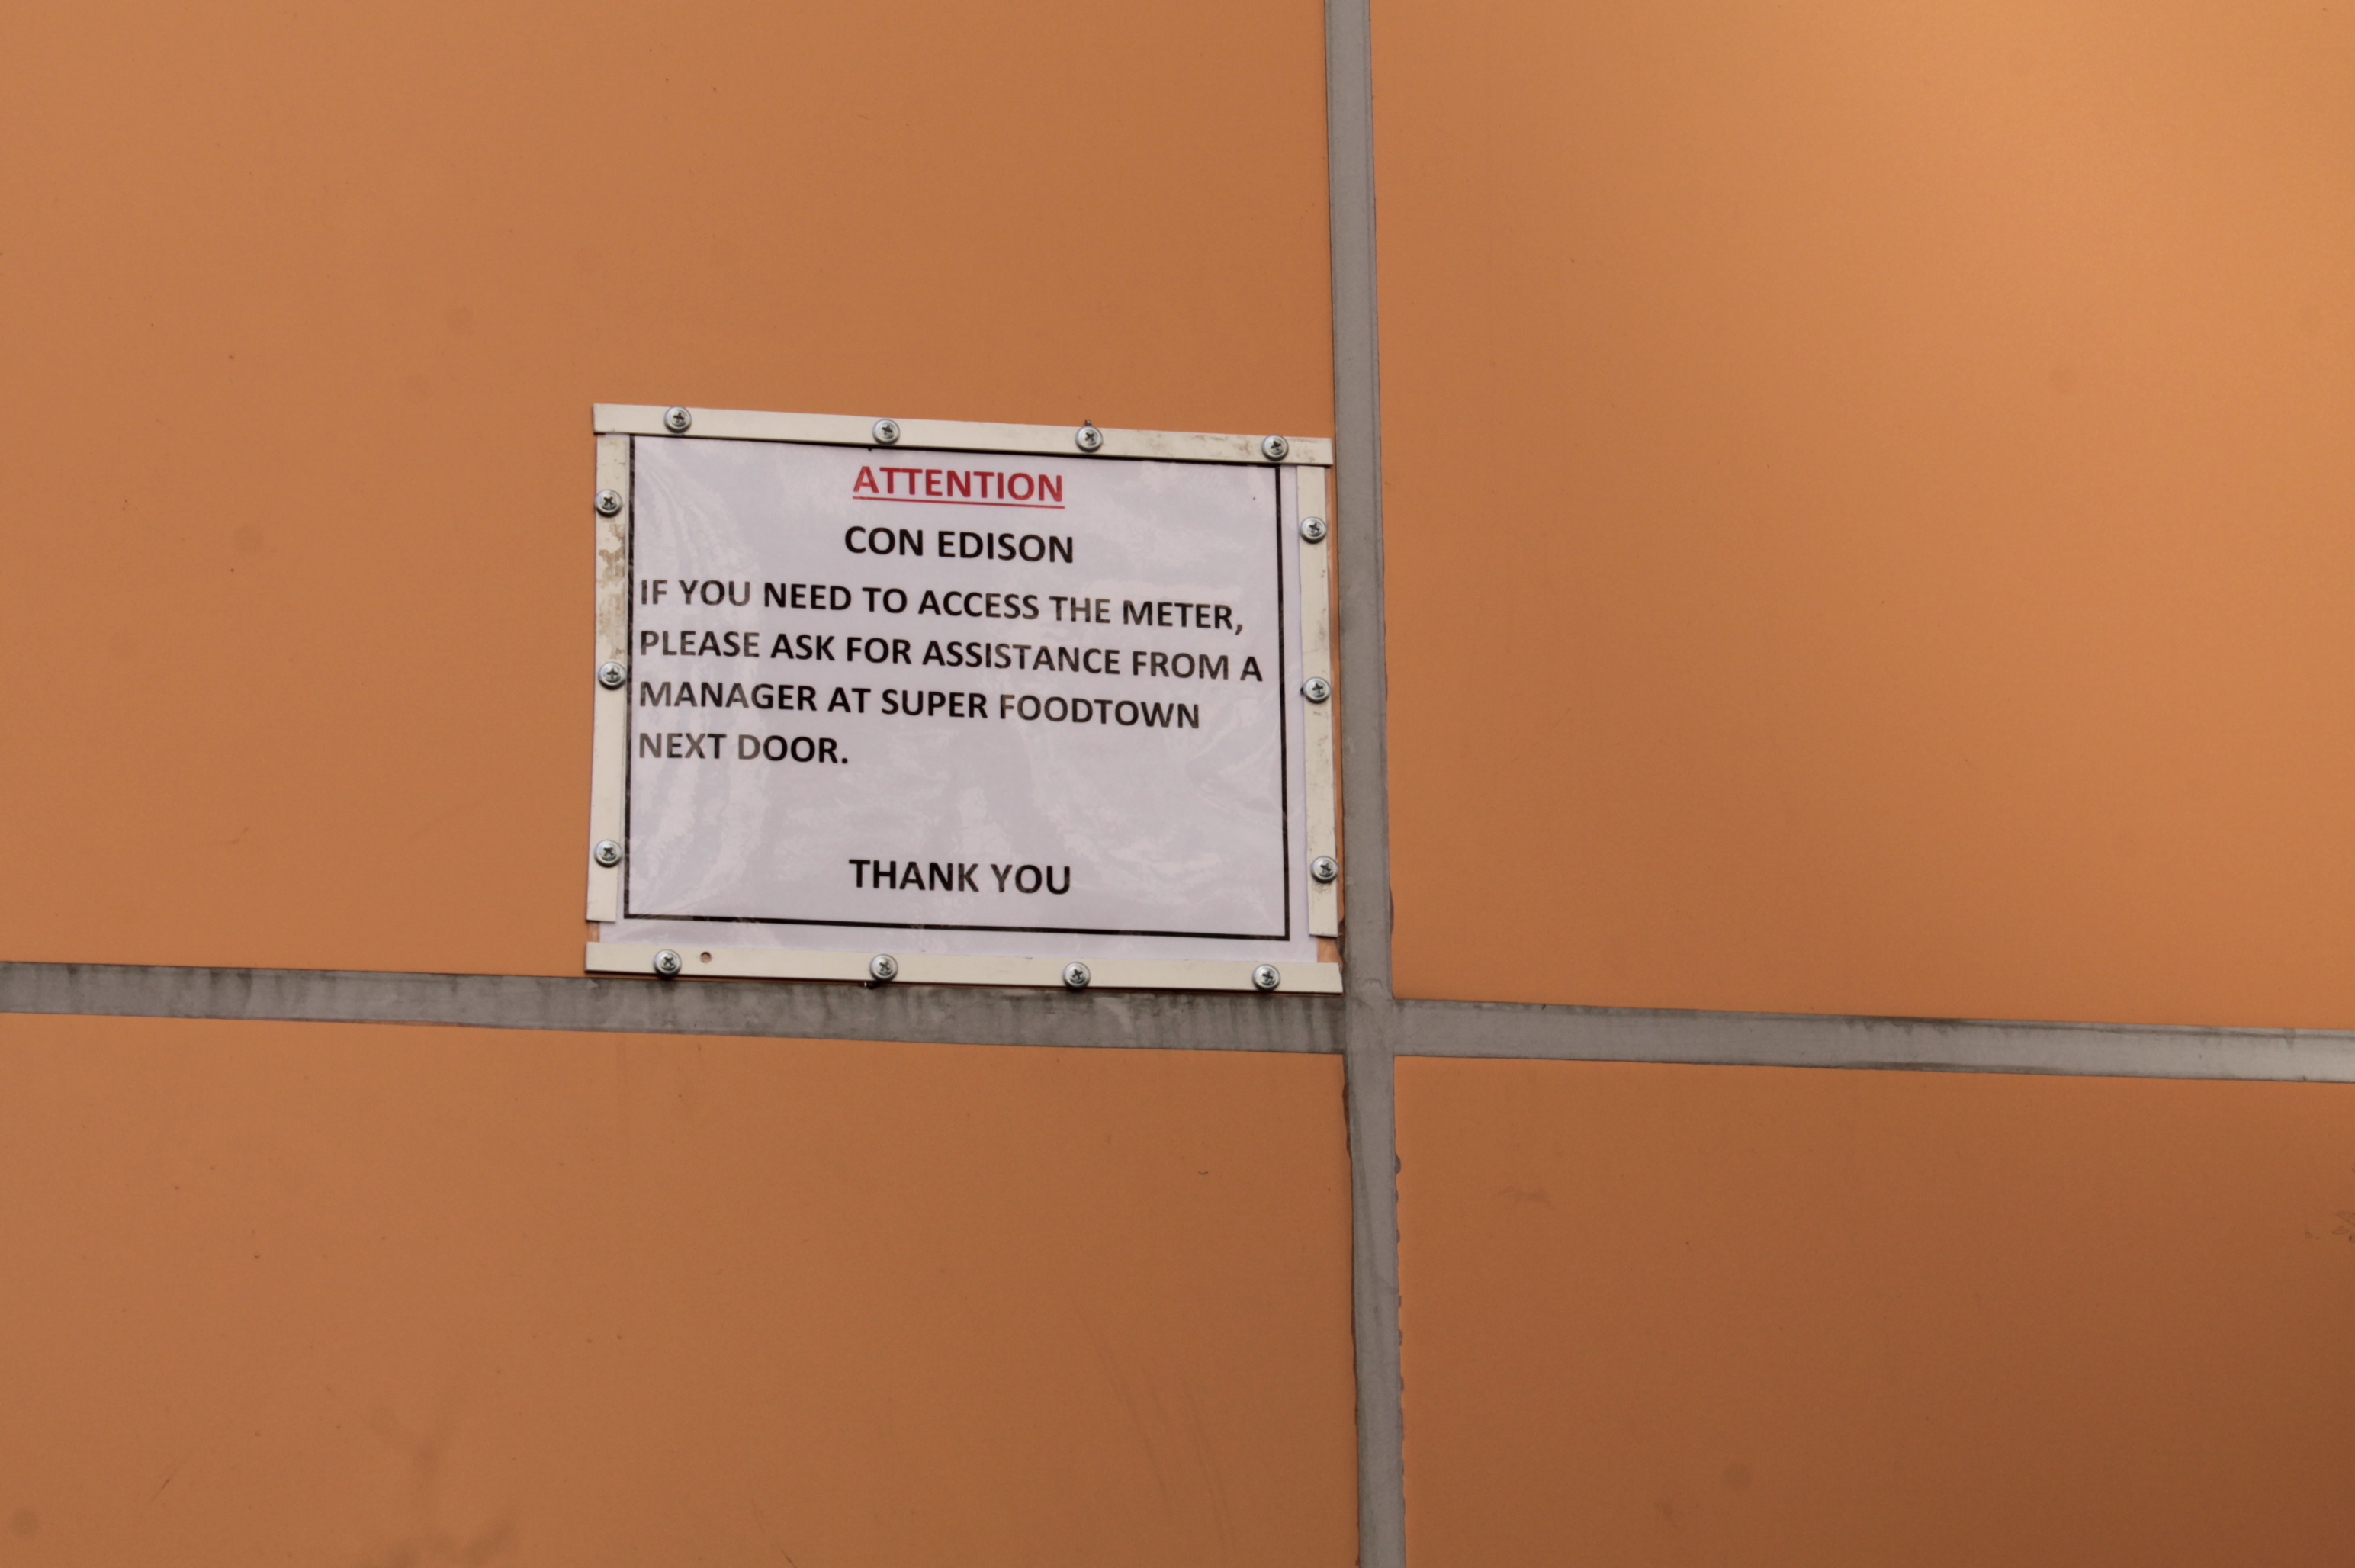 ATTENTION
CON EDISON
IF YOU NEED TO ACCESS THE METER,
PLEASE ASK FOR ASSISTANCE FROM A
MANAGER AT SUPER FOODTOWN
NEXT DOOR.
THANK YOU